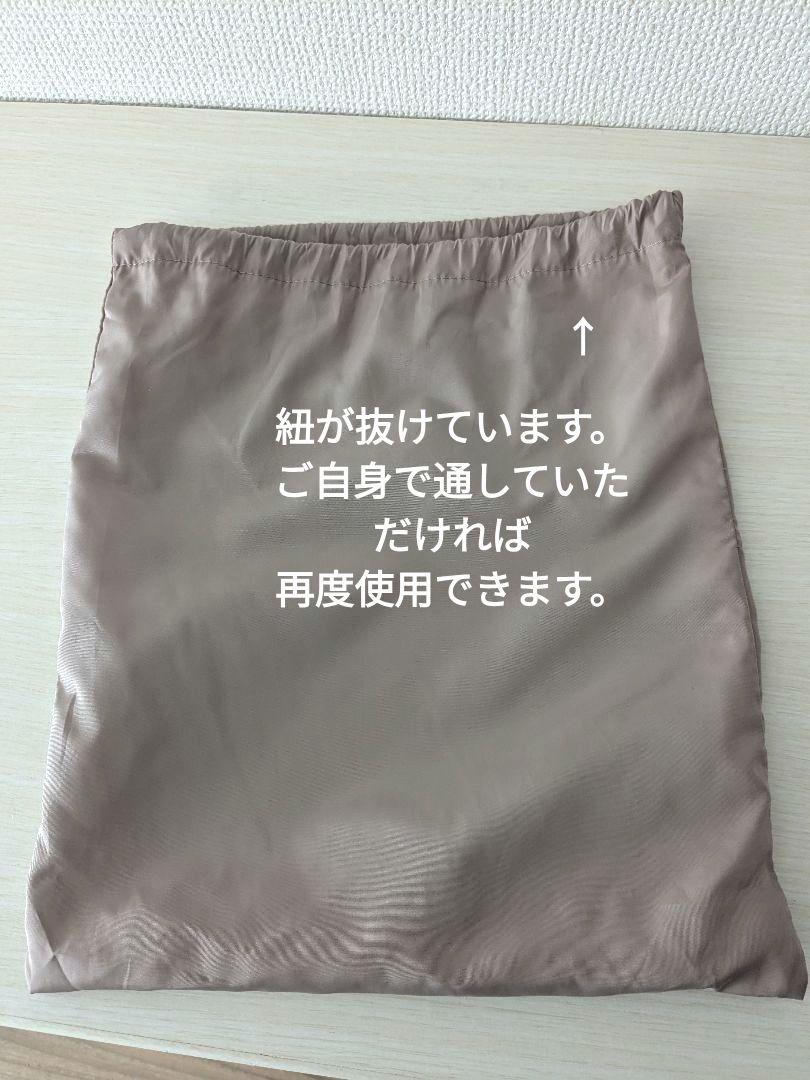 ↑
紐が抜けています。
ご自身で通していた
だければ
再度使用できます。